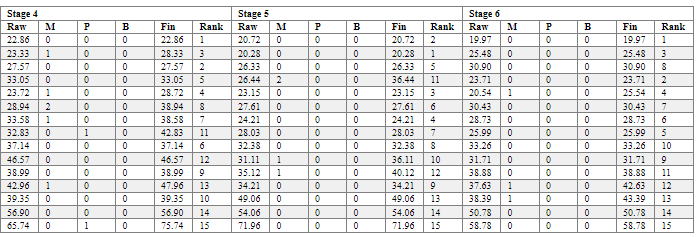 Stage 4 Stage 5 Stage 6
Raw M P B Fin Rank Raw M P B Fin Rank Raw M P B Fin Rank
22.86 0 0 0 22.86 1 20.72 0 0 0 20.72 2 19.97 0 0 0 19.97 1
23.33 1 0 0 28.33 3 20.28 0 0 0 20.28 1 25.48 0 0 0 25.48 3
27.57 0 0 0 27.57 2 26.33 0 0 0 26.33 5 30.90 0 0 0 30.90 8
33.05 0 0 0 33.05 5 26.44 2 0 0 36.44 11 23.71 0 0 0 23.71 2
23.72 1 0 0 28.72 4 23.15 0 0 0 23.15 3 20.54 1 0 0 25.54 4
28.94 2 0 0 38.94 8 27.61 0 0 0 27.61 6 30.43 0 0 0 30.43 7
33.58 1 0 0 38.58 7 24.21 0 0 0 24.21 4 28.73 0 0 0 28.73 6
32.83 0 1 0 42.83 11 28.03 0 0 0 28.03 7 25.99 0 0 0 25.99 5
37.14 0 0 0 37.14 6 32.38 0 0 0 32.38 8 33.26 0 0 0 33.26 10
46.57 0 0 0 46.57 12 31.11 1 0 0 36.11 10 31.71 0 0 0 31.71 9
38.99 0 0 0 38.99 9 35.12 1 0 0 40.12 12 38.88 0 0 0 38.88 11
42.96 1 0 0 47.96 13 34.21 0 0 0 34.21 9 37.63 1 0 0 42.63 12
39.35 0 0 0 39.35 10 49.06 0 0 0 49.06 13 38.39 1 0 0 43.39 13
56.90 0 0 0 56.90 14 54.06 0 0 0 54.06 14 50.78 0 0 0 50.78 14
65.74 0 1 0 75.74 15 71.96 0 0 0 71.96 15 58.78 0 0 0 58.78 15